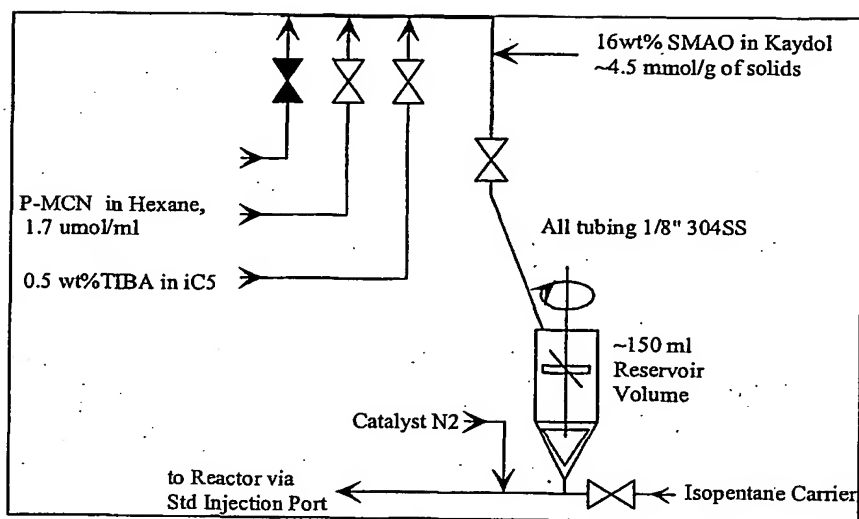 16wt% SMAO in Kaydol
~4.5 mmol/g of solids
P-MCN in Hexane,
1.7 umol/ml
All tubing 1/8" 304SS
0.5 wt%TIBA in iC5
~150 ml
Reservoir
Volume
Catalyst N2
to Reactor via
Std Injection Port
Isopentane Carrier